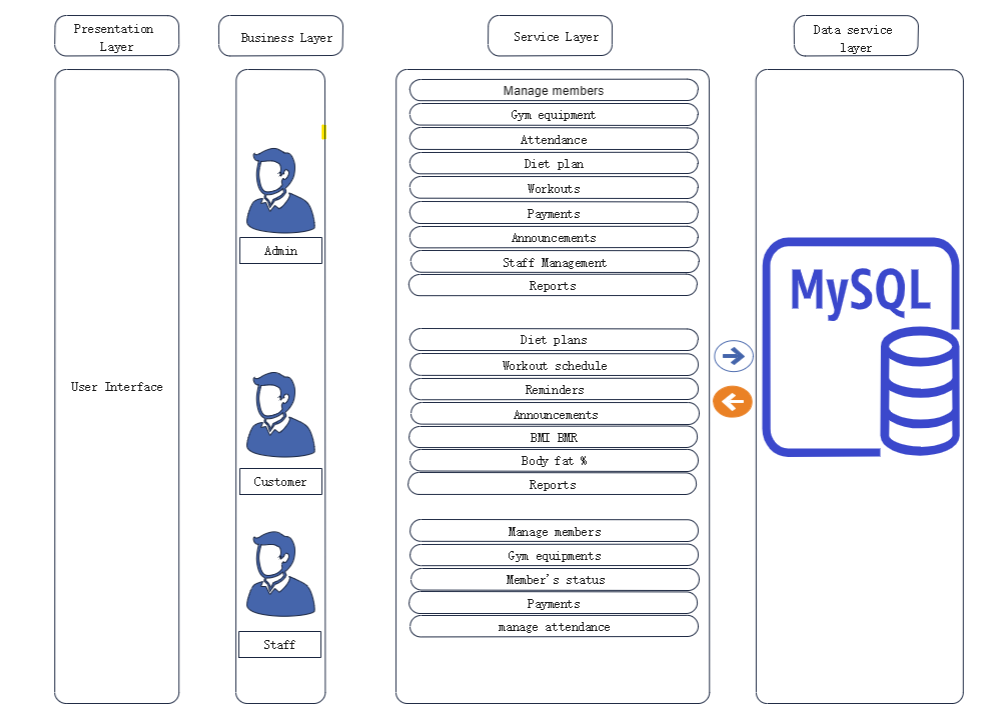 Presentation
Layer
Business Layer
Service Layer
Data service
layer
User Interface
Admin
Customer
Staff
Manage members
Gym equipment
Attendance
Diet plan
Workouts
Payments
Announcements
Staff Management
Reports
Diet plans
Workout schedule
Reminders
Announcements
BMI BMR
Body fat %
Reports
Manage members
Gym equipments
Member's status
Payments
manage attendance
MySQL